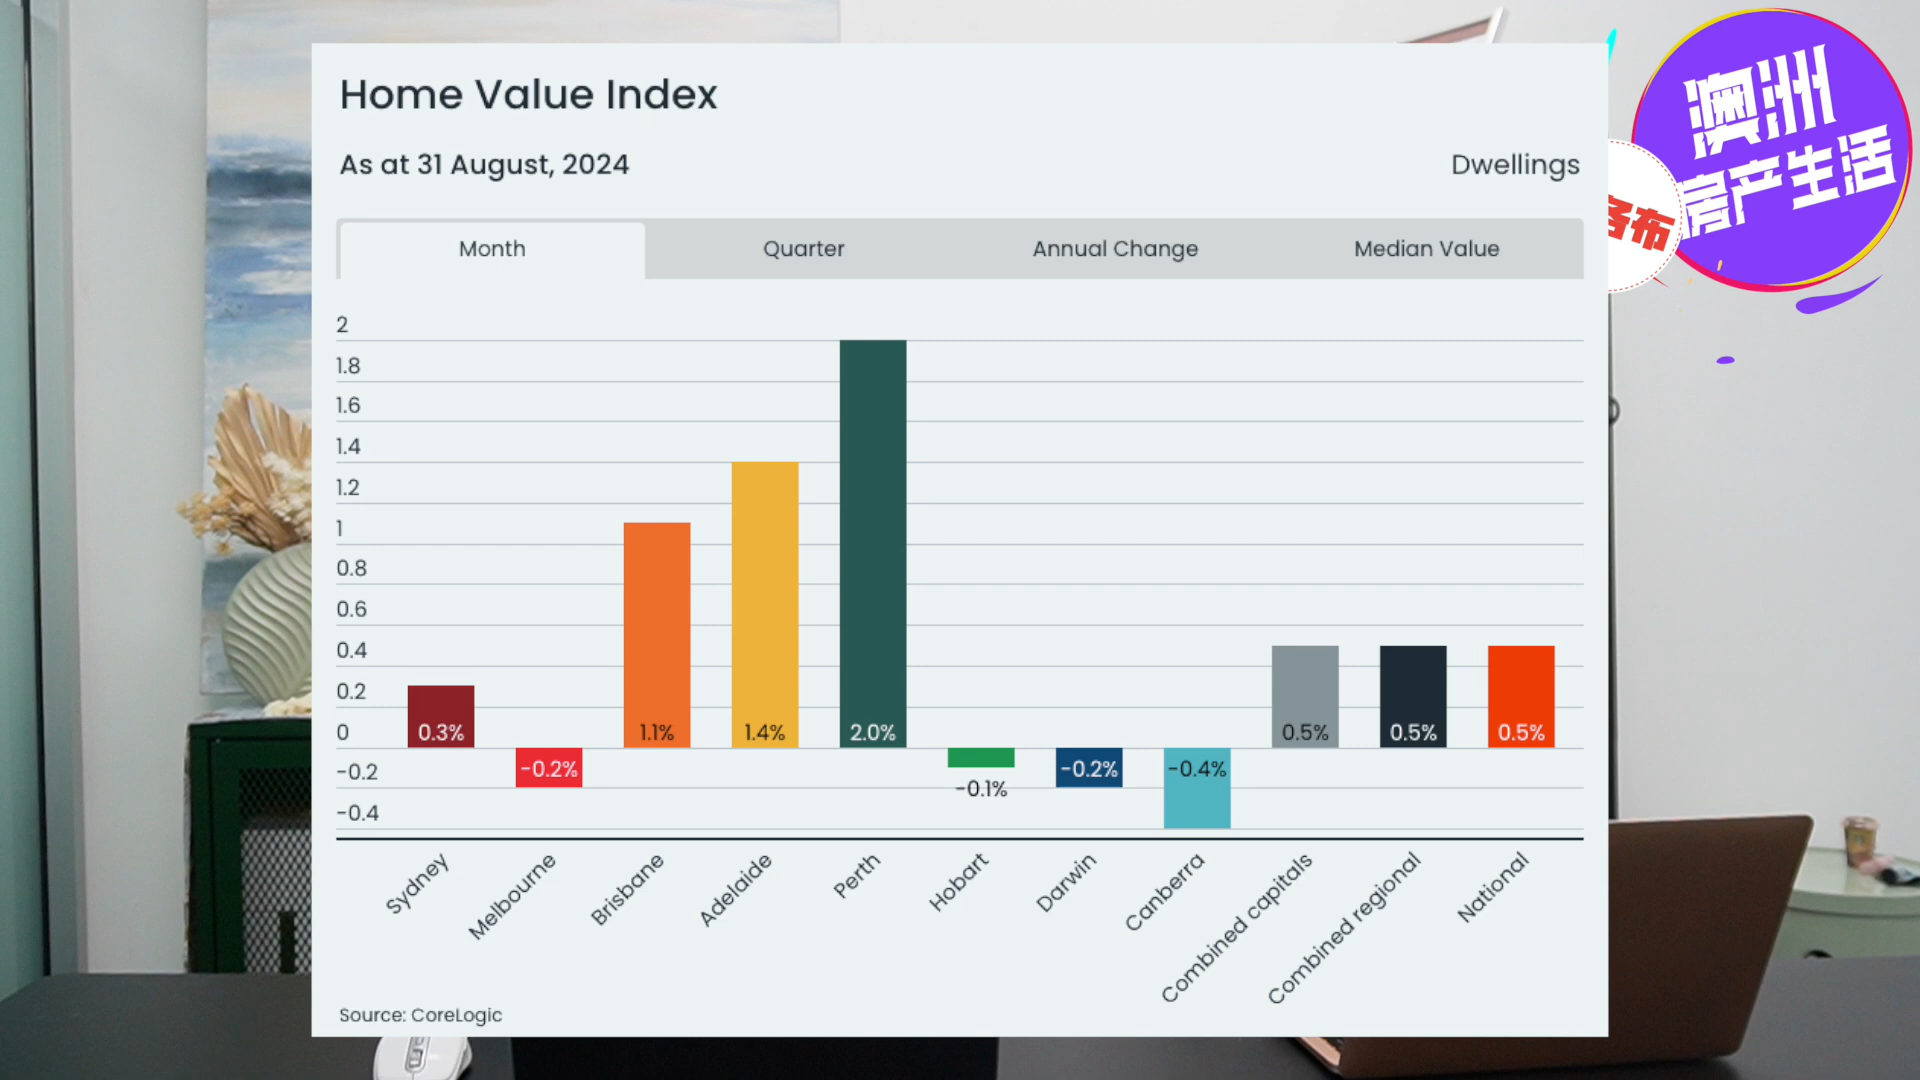 Home Value Index
As at 31 August, 2024
Dwellings
Month
Quarter
Annual Change
Median Value
2
1.8
1.6
1.4
1.2
1
0.8
0.6
0.4
0.2
0
-0.2
-0.4
0.3%
-0.2%
1.1%
1.4%
2.0%
-0.1%
-0.2%
-0.4%
0.5%
0.5%
0.5%
Sydney
Melbourne
Brisbane
Adelaide
Perth
Hobart
Darwin
Canberra
Combined capitals
Combined regional
National
Source: CoreLogic
澳洲
房产生活
布